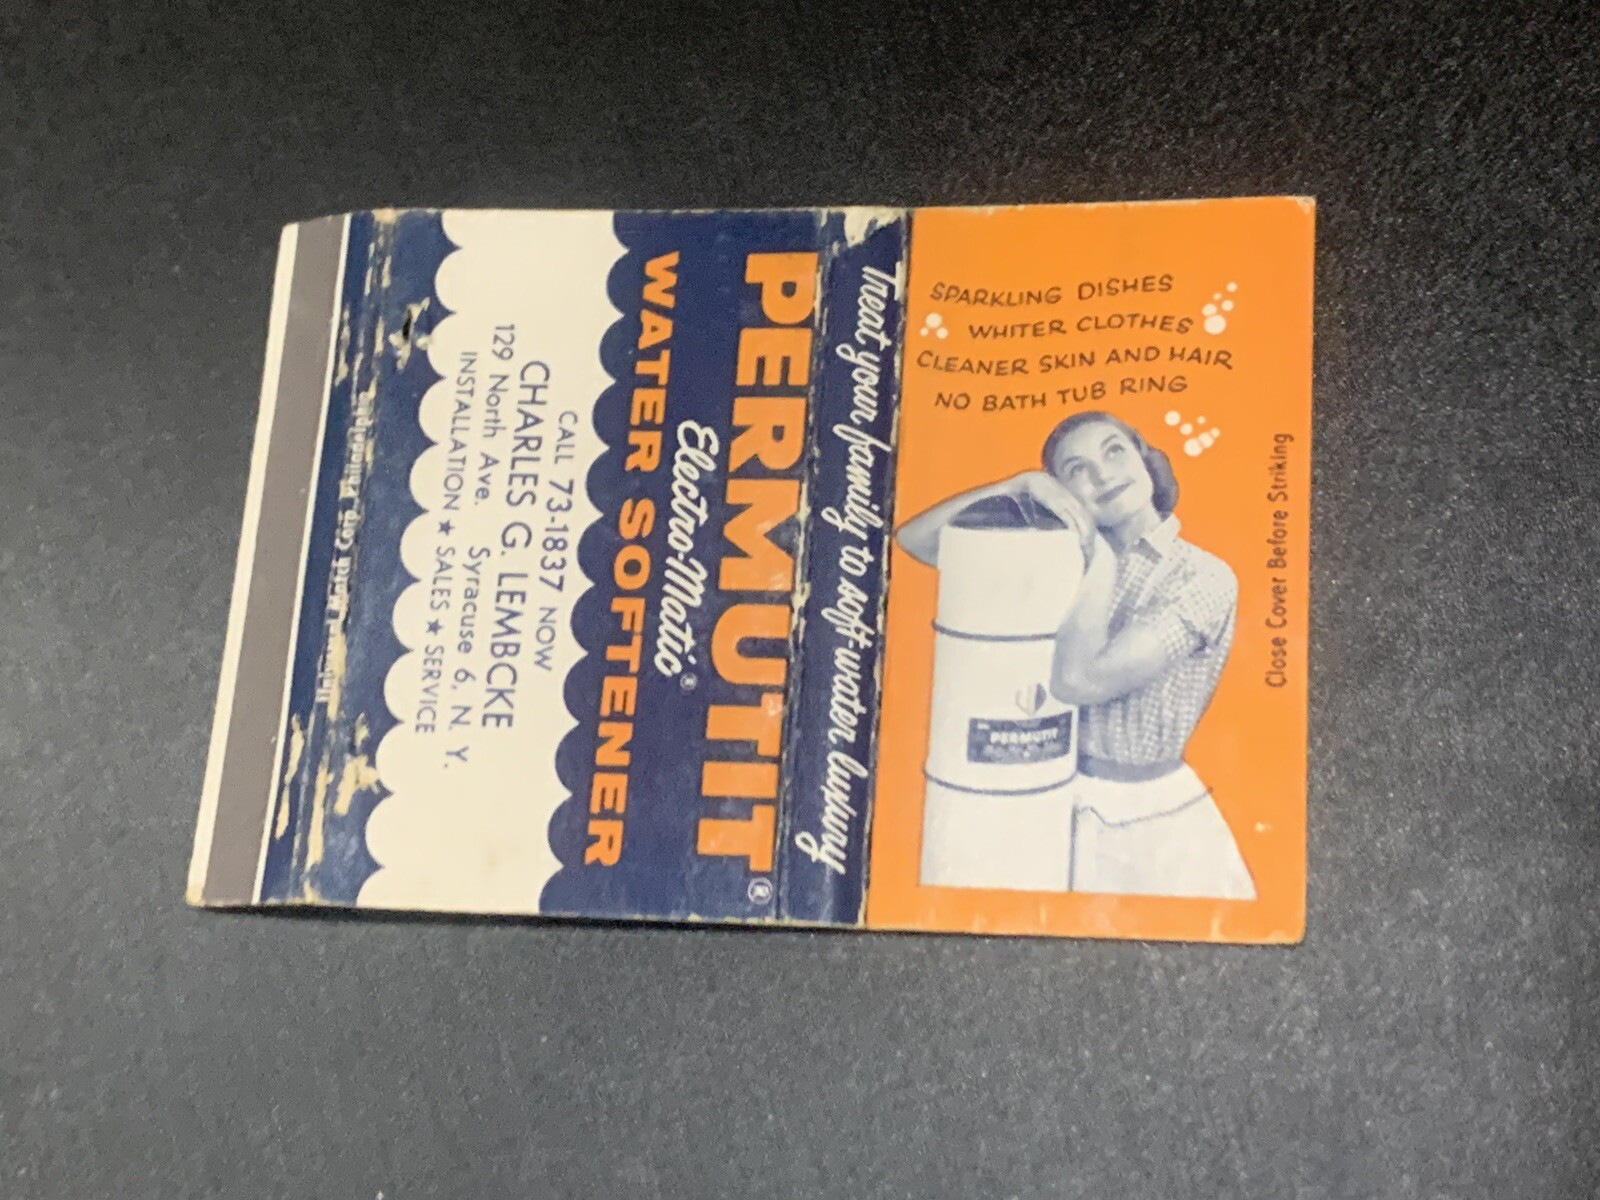 SPARKLING DISHES
WHITER CLOTHES
CLEANER SKIN AND HAIR
NO BATH TUB RING
PERMUTIT
Close Cover Before Striking
Treat your family to soft-water luxury
PERMUTIT®
Electro-Matic®
WATER SOFTENER
CALL 73-1837 NOW
CHARLES G. LEMBCKE
129 North Ave. Syracuse 6, N. Y.
INSTALLATION ★ SALES ★ SERVICE